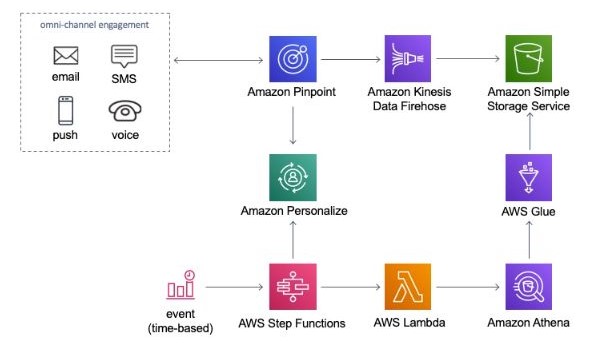 omni-channel engagement
email
SMS
push
voice
Amazon Pinpoint
Amazon Kinesis
Data Firehose
Amazon Simple
Storage Service
Amazon Personalize
AWS Glue
event
(time-based)
AWS Step Functions
AWS Lambda
Amazon Athena